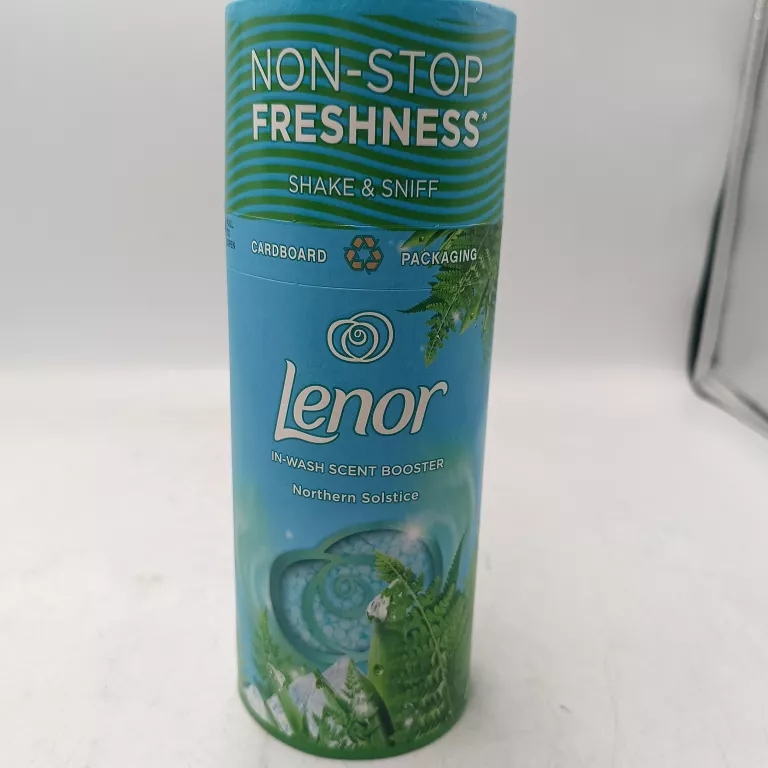 NON-STOP
FRESHNESS*
SHAKE & SNIFF
CARDBOARD PACKAGING
Lenor
IN-WASH SCENT BOOSTER
Northern Solstice